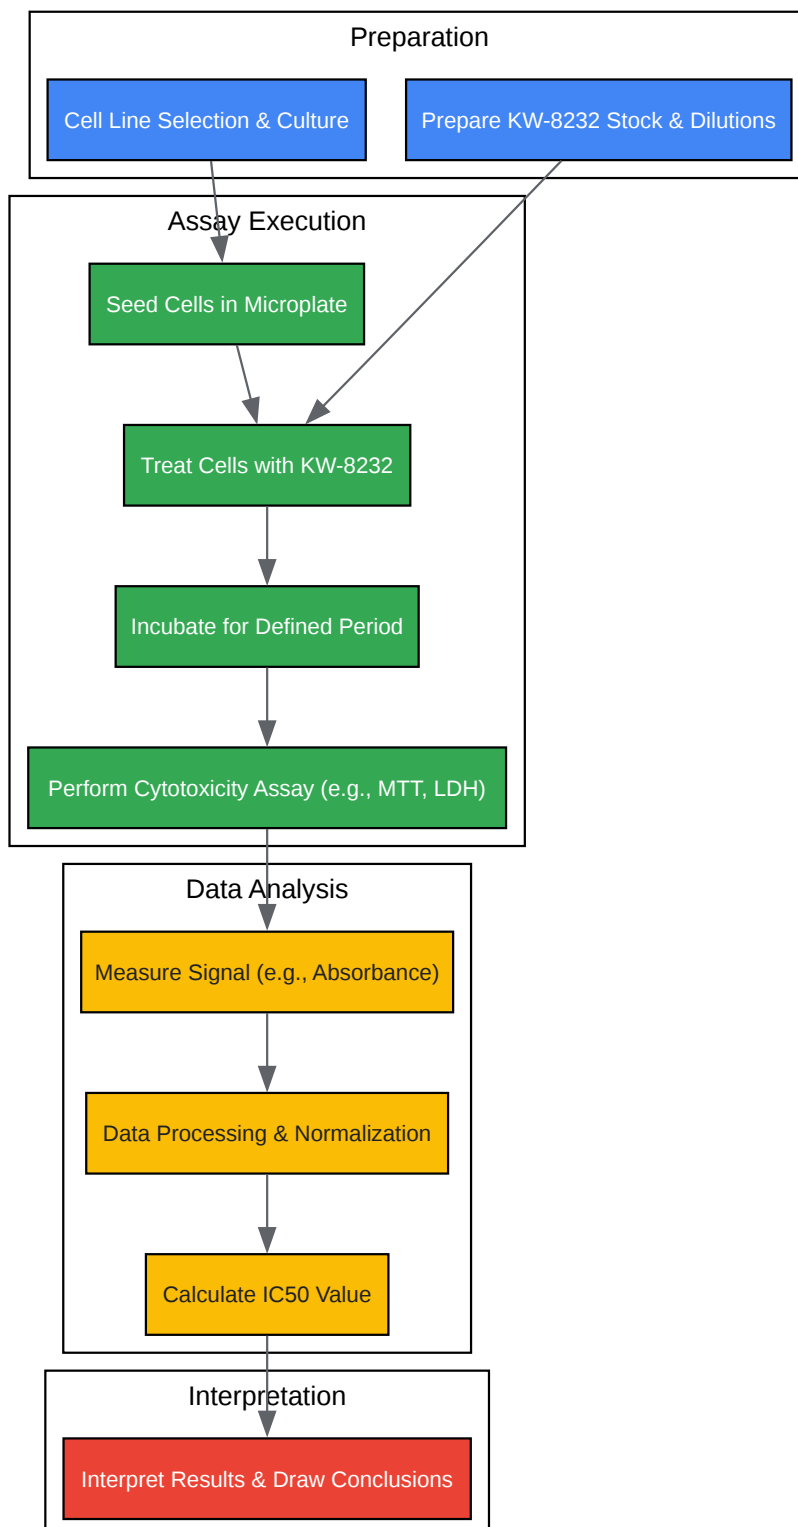 Preparation
Cell Line Selection & Culture
Prepare KW-8232 Stock & Dilutions
Assay Execution
Seed Cells in Microplate
Treat Cells with KW-8232
Incubate for Defined Period
Perform Cytotoxicity Assay (e.g., MTT, LDH)
Data Analysis
Measure Signal (e.g., Absorbance)
Data Processing & Normalization
Calculate IC50 Value
Interpretation
Interpret Results & Draw Conclusions